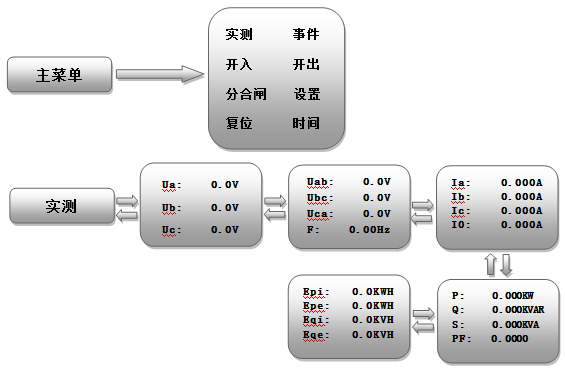 主菜单
实测 事件
开入 开出
分合闸 设置
复位 时间
实测
Ua: 0.0V
Ub: 0.0V
Uc: 0.0V
Uab: 0.0V
Ubc: 0.0V
Uca: 0.0V
F: 0.00Hz
Ia: 0.000A
Ib: 0.000A
Ic: 0.000A
IO: 0.000A
Epi: 0.0KWH
Epe: 0.0KWH
Eqi: 0.0KVH
Eqe: 0.0KVH
P: 0.000KW
Q: 0.000KVAR
S: 0.000KVA
PF: 0.0000